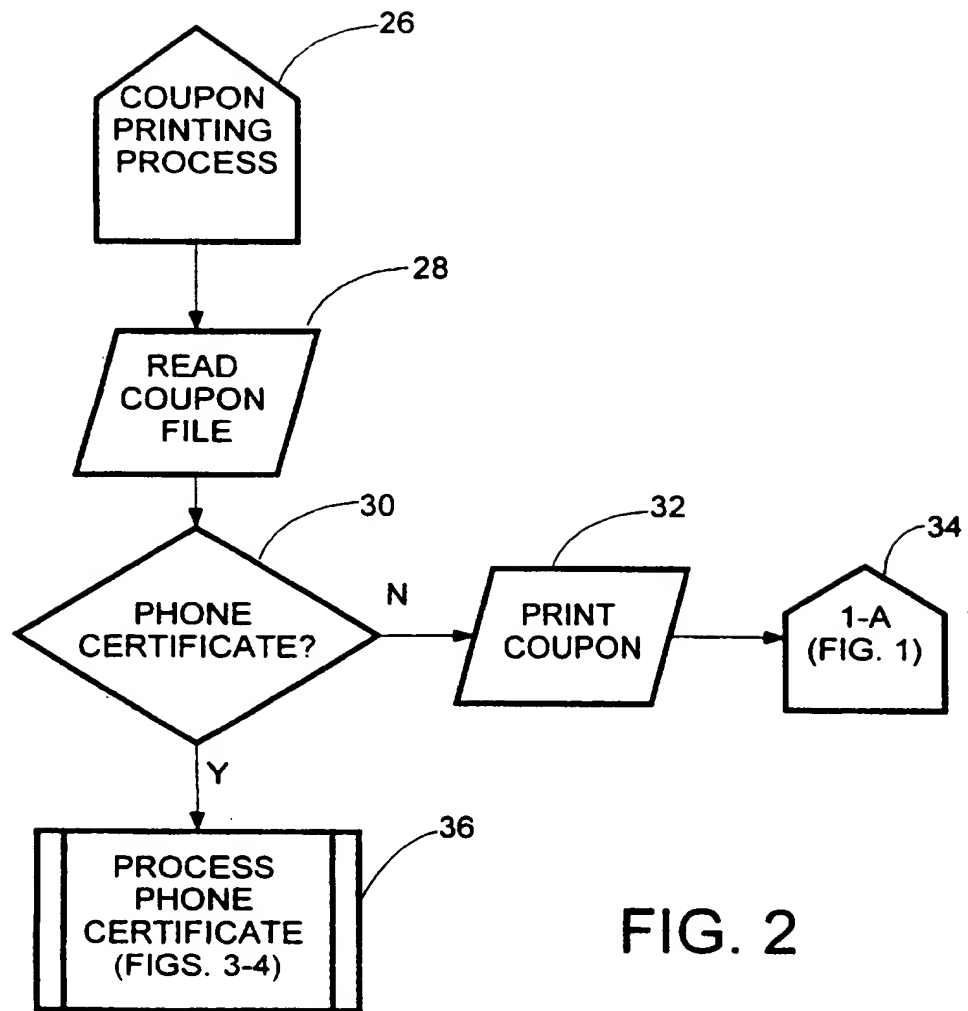 26
COUPON
PRINTING
PROCESS
28
READ
COUPON
FILE
30
PHONE
CERTIFICATE?
N
32
PRINT
COUPON
34
1-A
(FIG. 1)
Y
36
PROCESS
PHONE
CERTIFICATE
(FIGS. 3-4)
FIG. 2